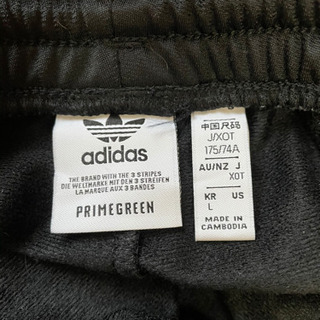 adidas
THE BRAND WITH THE 3 STRIPES
DIE WELTMARKE MIT DEN 3 STREIFEN
LA MARQUE AUX 3 BANDES
PRIMEGREEN
中国尺码
J/XOT
175/74A
AU/NZ J
XOT
KR US
L
MADE IN
CAMBODIA